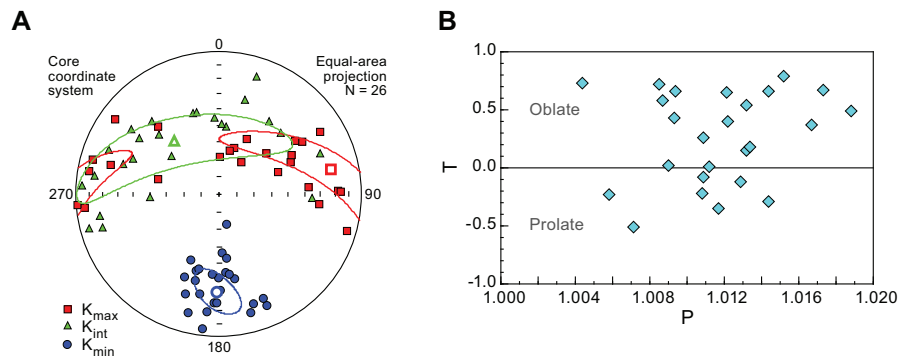 A
Core
coordinate
system
0
Equal-area
projection
N = 26
270
90
180
Kmax
Kint
Kmin
B
T
1.0
0.5
0.0
-0.5
-1.0
Oblate
Prolate
1.000 1.004 1.008 1.012 1.016 1.020
P